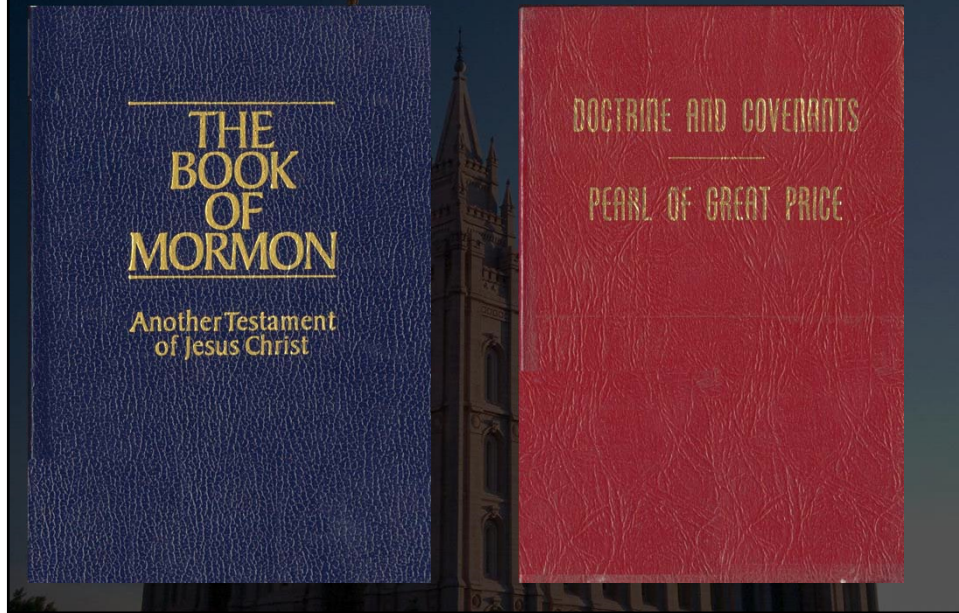 THE
BOOK
OF
MORMON
Another Testament
of Jesus Christ
DOCTRINE AND COVENANTS
PEARL OF GREAT PRICE